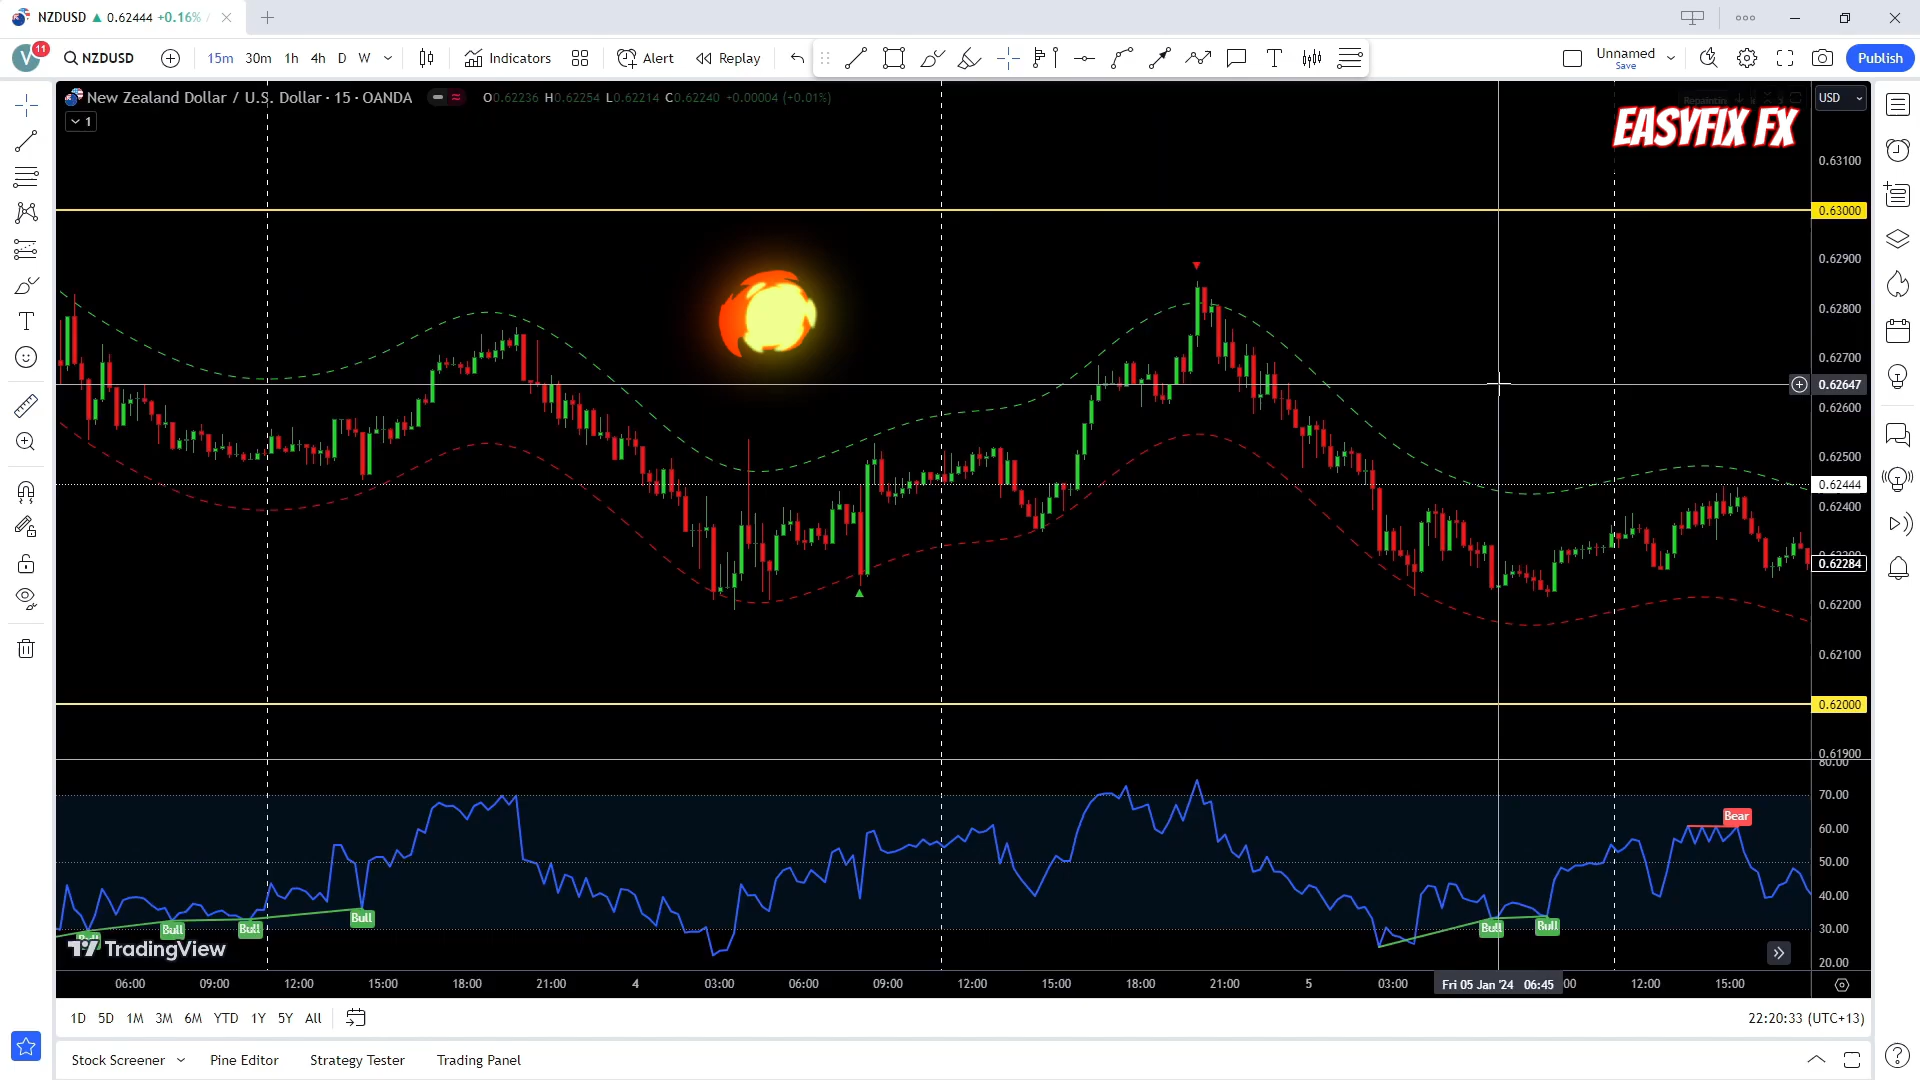 NZDUSD ▲ 0.62444 +0.16% /
V 11 NZDUSD 15m 30m 1h 4h D W Indicators Alert Replay Unnamed Save Publish
New Zealand Dollar / U.S. Dollar · 15 · OANDA O0.62236 H0.62254 L0.62214 C0.62240 +0.00004 (+0.01%) USD
1
EASYFIX FX
0.63100
0.63000
0.62900
0.62800
0.62700
0.62647
0.62600
0.62500
0.62444
0.62400
0.62284
0.62200
0.62100
0.62000
0.61900
80.00
70.00
Bear
60.00
50.00
40.00
Bull
Bull Bull Bull Bull
30.00
TradingView
20.00
06:00 09:00 12:00 15:00 18:00 21:00 4 03:00 06:00 09:00 12:00 15:00 18:00 21:00 5 03:00 Fri 05 Jan '24 06:45 :00 12:00 15:00
1D 5D 1M 3M 6M YTD 1Y 5Y All 22:20:33 (UTC+13)
Stock Screener Pine Editor Strategy Tester Trading Panel